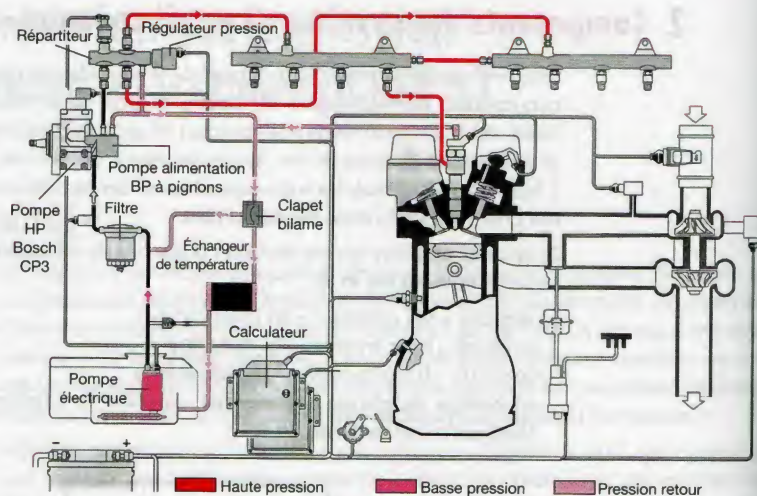 Répartiteur
Régulateur pression
Pompe alimentation
BP à pignons
Pompe
HP
Bosch
CP3
Filtre
Clapet
bilame
Échangeur
de température
Calculateur
Pompe
électrique
- +
Haute pression
Basse pression
Pression retour